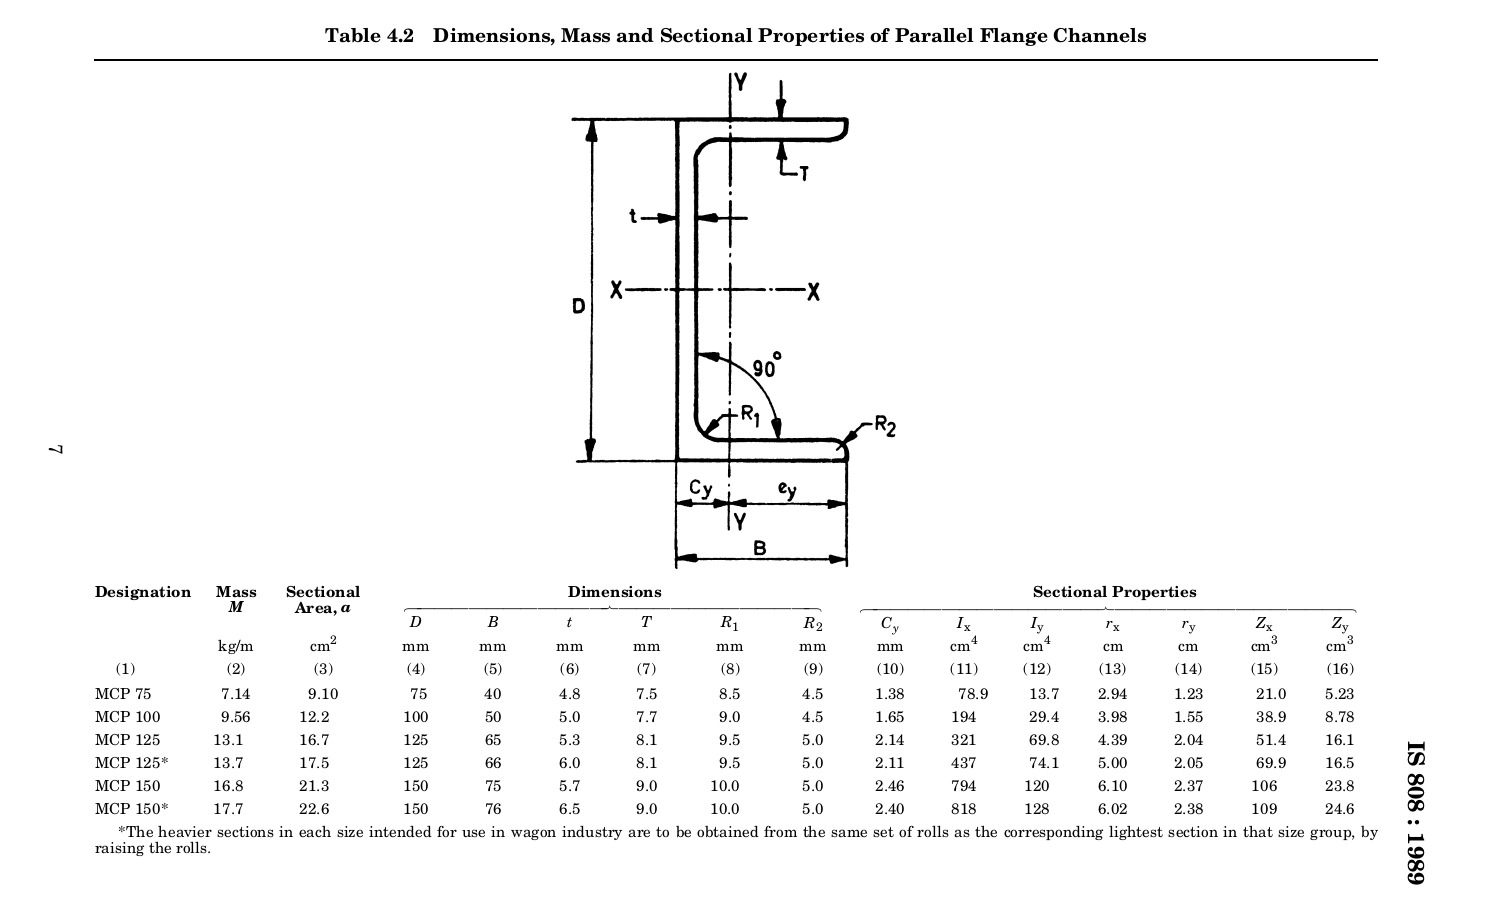 Table 4.2 Dimensions, Mass and Sectional Properties of Parallel Flange Channels
Y
T
t
X X
D
90°
R1
R2
Cy ey
Y
B
7
Designation Mass Sectional Dimensions Sectional Properties
M Area, a
D B t T R1 R2 Cy Ix Iy rx ry Zx Zy
kg/m cm2 mm mm mm mm mm mm mm cm4 cm4 cm cm cm3 cm3
(1) (2) (3) (4) (5) (6) (7) (8) (9) (10) (11) (12) (13) (14) (15) (16)
MCP 75 7.14 9.10 75 40 4.8 7.5 8.5 4.5 1.38 78.9 13.7 2.94 1.23 21.0 5.23
MCP 100 9.56 12.2 100 50 5.0 7.7 9.0 4.5 1.65 194 29.4 3.98 1.55 38.9 8.78
MCP 125 13.1 16.7 125 65 5.3 8.1 9.5 5.0 2.14 321 69.8 4.39 2.04 51.4 16.1
MCP 125* 13.7 17.5 125 66 6.0 8.1 9.5 5.0 2.11 437 74.1 5.00 2.05 69.9 16.5
MCP 150 16.8 21.3 150 75 5.7 9.0 10.0 5.0 2.46 794 120 6.10 2.37 106 23.8
MCP 150* 17.7 22.6 150 76 6.5 9.0 10.0 5.0 2.40 818 128 6.02 2.38 109 24.6
*The heavier sections in each size intended for use in wagon industry are to be obtained from the same set of rolls as the corresponding lightest section in that size group, by
raising the rolls.
IS 808 : 1989